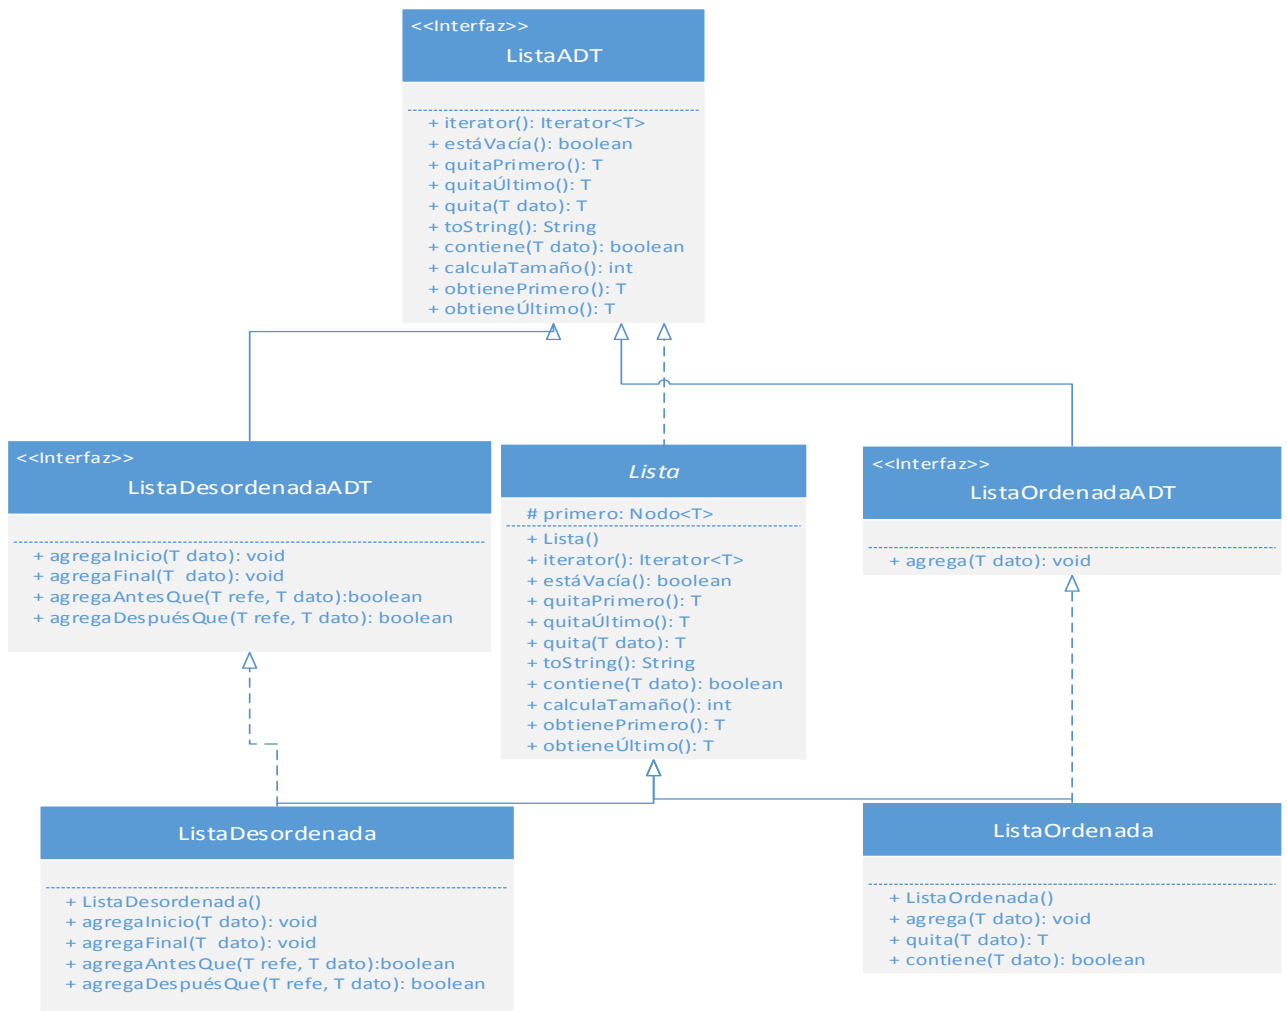 <<Interfaz>>
ListaADT
+ iterator(): Iterator<T>
+ estáVacía(): boolean
+ quitaPrimero(): T
+ quitaÚltimo(): T
+ quita(T dato): T
+ toString(): String
+ contiene(T dato): boolean
+ calculaTamaño(): int
+ obtienePrimero(): T
+ obtieneÚltimo(): T
<<Interfaz>>
ListaDesordenadaADT
+ agregaInicio(T dato): void
+ agregaFinal(T  dato): void
+ agregaAntesQue(T refe, T dato):boolean
+ agregaDespuésQue(T refe, T dato): boolean
Lista
# primero: Nodo<T>
+ Lista()
+ iterator(): Iterator<T>
+ estáVacía(): boolean
+ quitaPrimero(): T
+ quitaÚltimo(): T
+ quita(T dato): T
+ toString(): String
+ contiene(T dato): boolean
+ calculaTamaño(): int
+ obtienePrimero(): T
+ obtieneÚltimo(): T
<<Interfaz>>
ListaOrdenadaADT
+ agrega(T dato): void
ListaDesordenada
+ ListaDesordenada()
+ agregaInicio(T dato): void
+ agregaFinal(T  dato): void
+ agregaAntesQue(T refe, T dato):boolean
+ agregaDespuésQue(T refe, T dato): boolean
ListaOrdenada
+ ListaOrdenada()
+ agrega(T dato): void
+ quita(T dato): T
+ contiene(T dato): boolean